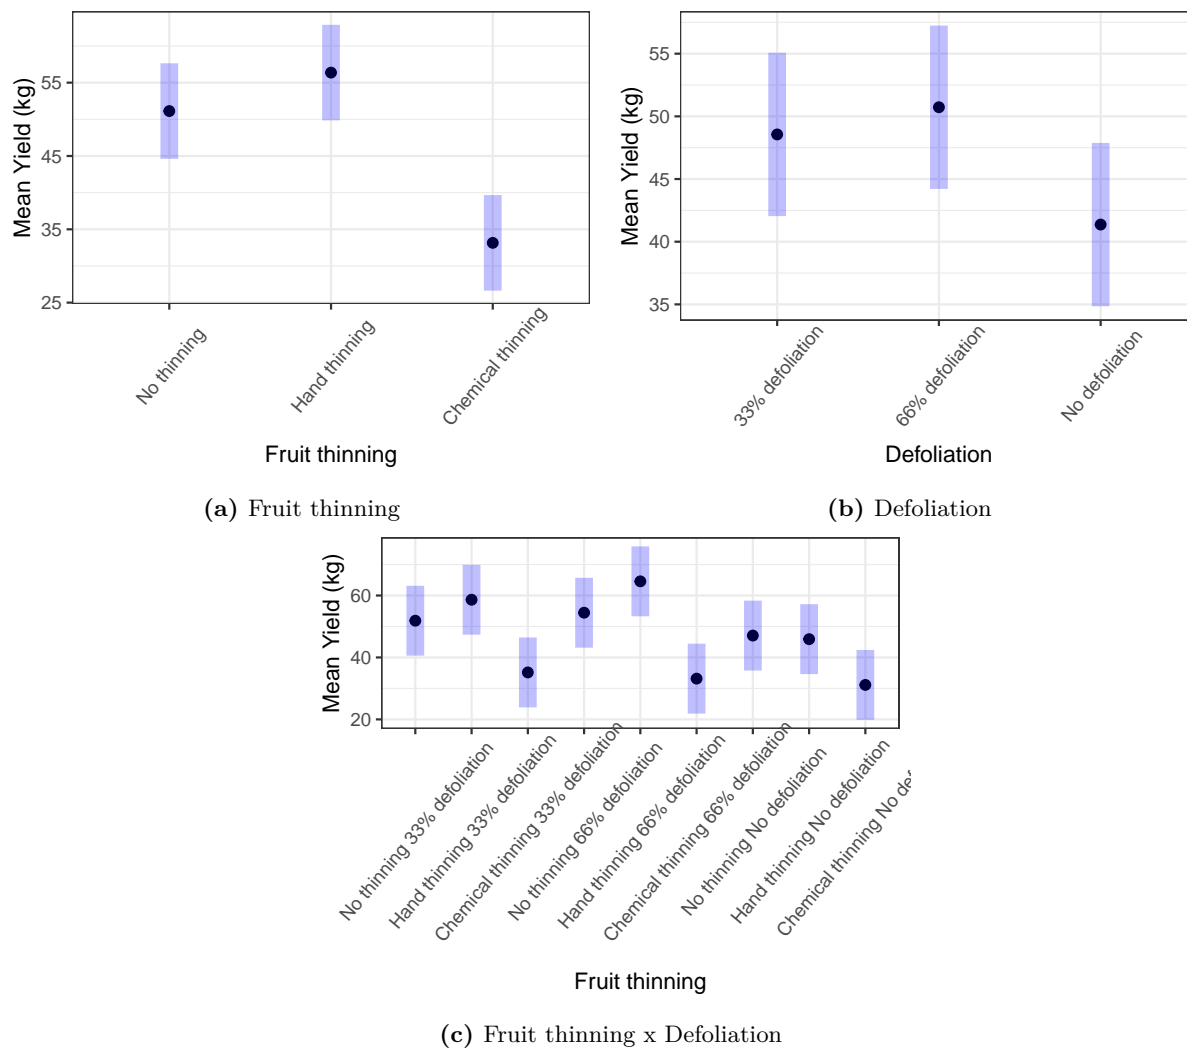 Mean Yield (kg)
55
45
35
25
No thinning
Hand thinning
Chemical thinning
Fruit thinning
(a) Fruit thinning
Mean Yield (kg)
55
50
45
40
35
33% defoliation
66% defoliation
No defoliation
Defoliation
(b) Defoliation
Mean Yield (kg)
60
40
20
No thinning 33% defoliation
Hand thinning 33% defoliation
Chemical thinning 33% defoliation
No thinning 66% defoliation
Hand thinning 66% defoliation
Chemical thinning 66% defoliation
No thinning No defoliation
Hand thinning No defoliation
Chemical thinning No
Fruit thinning
(c) Fruit thinning x Defoliation